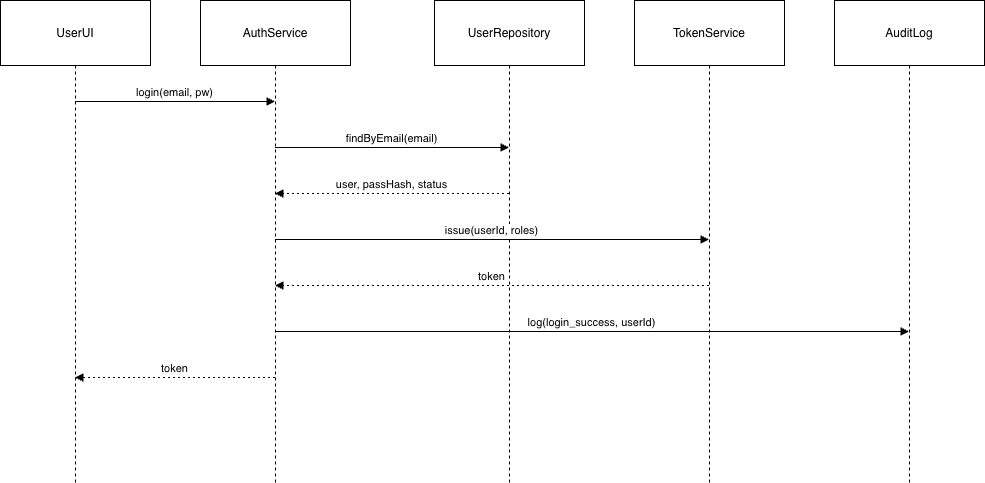 UserUI
AuthService
UserRepository
TokenService
AuditLog
login(email, pw)
findByEmail(email)
user, passHash, status
issue(userId, roles)
token
log(login_success, userId)
token